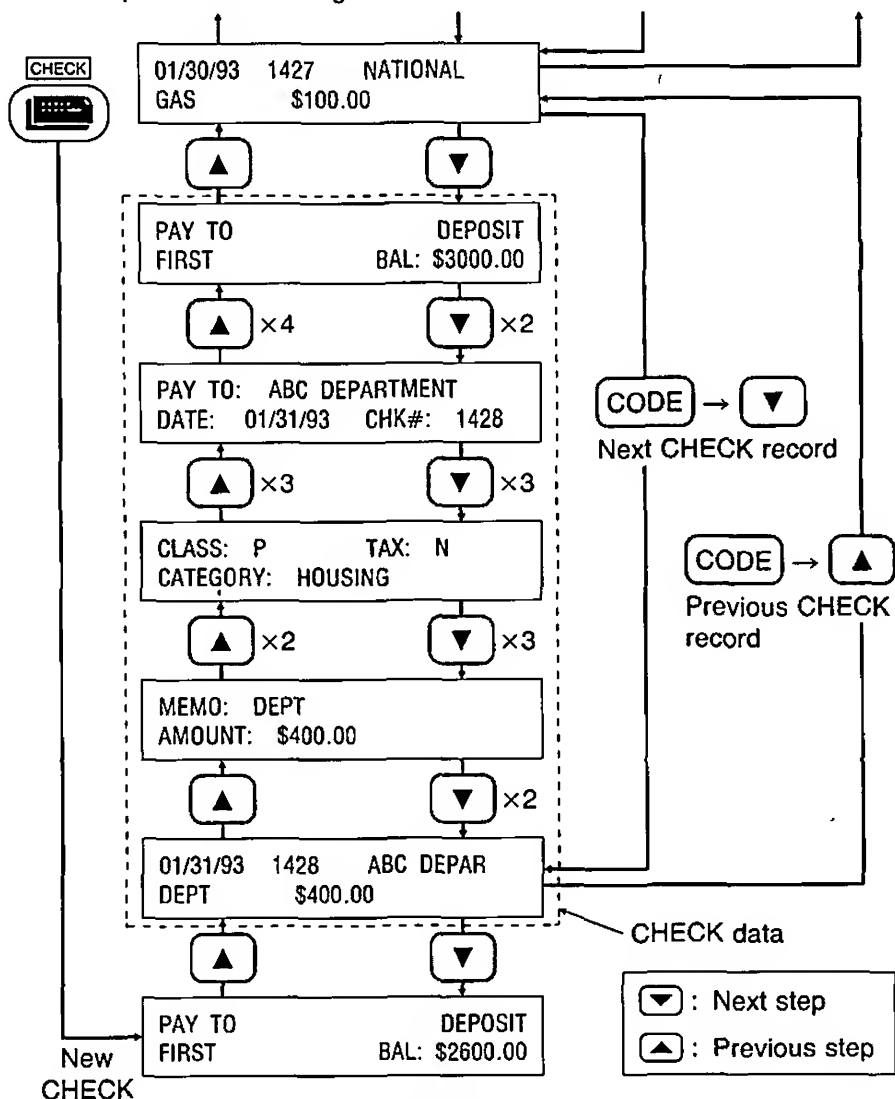 CHECK
01/30/93 1427 NATIONAL
GAS $100.00
▲ ▼
PAY TO DEPOSIT
FIRST BAL: $3000.00
▲ ×4 ▼ ×2
PAY TO: ABC DEPARTMENT
DATE: 01/31/93 CHK#: 1428
CODE → ▼
Next CHECK record
▲ ×3 ▼ ×3
CLASS: P TAX: N
CATEGORY: HOUSING
CODE → ▲
Previous CHECK
record
▲ ×2 ▼ ×3
MEMO: DEPT
AMOUNT: $400.00
▲ ▼ ×2
01/31/93 1428 ABC DEPAR
DEPT $400.00
CHECK data
▲ ▼
PAY TO DEPOSIT
FIRST BAL: $2600.00
New
CHECK
▼ : Next step
▲ : Previous step